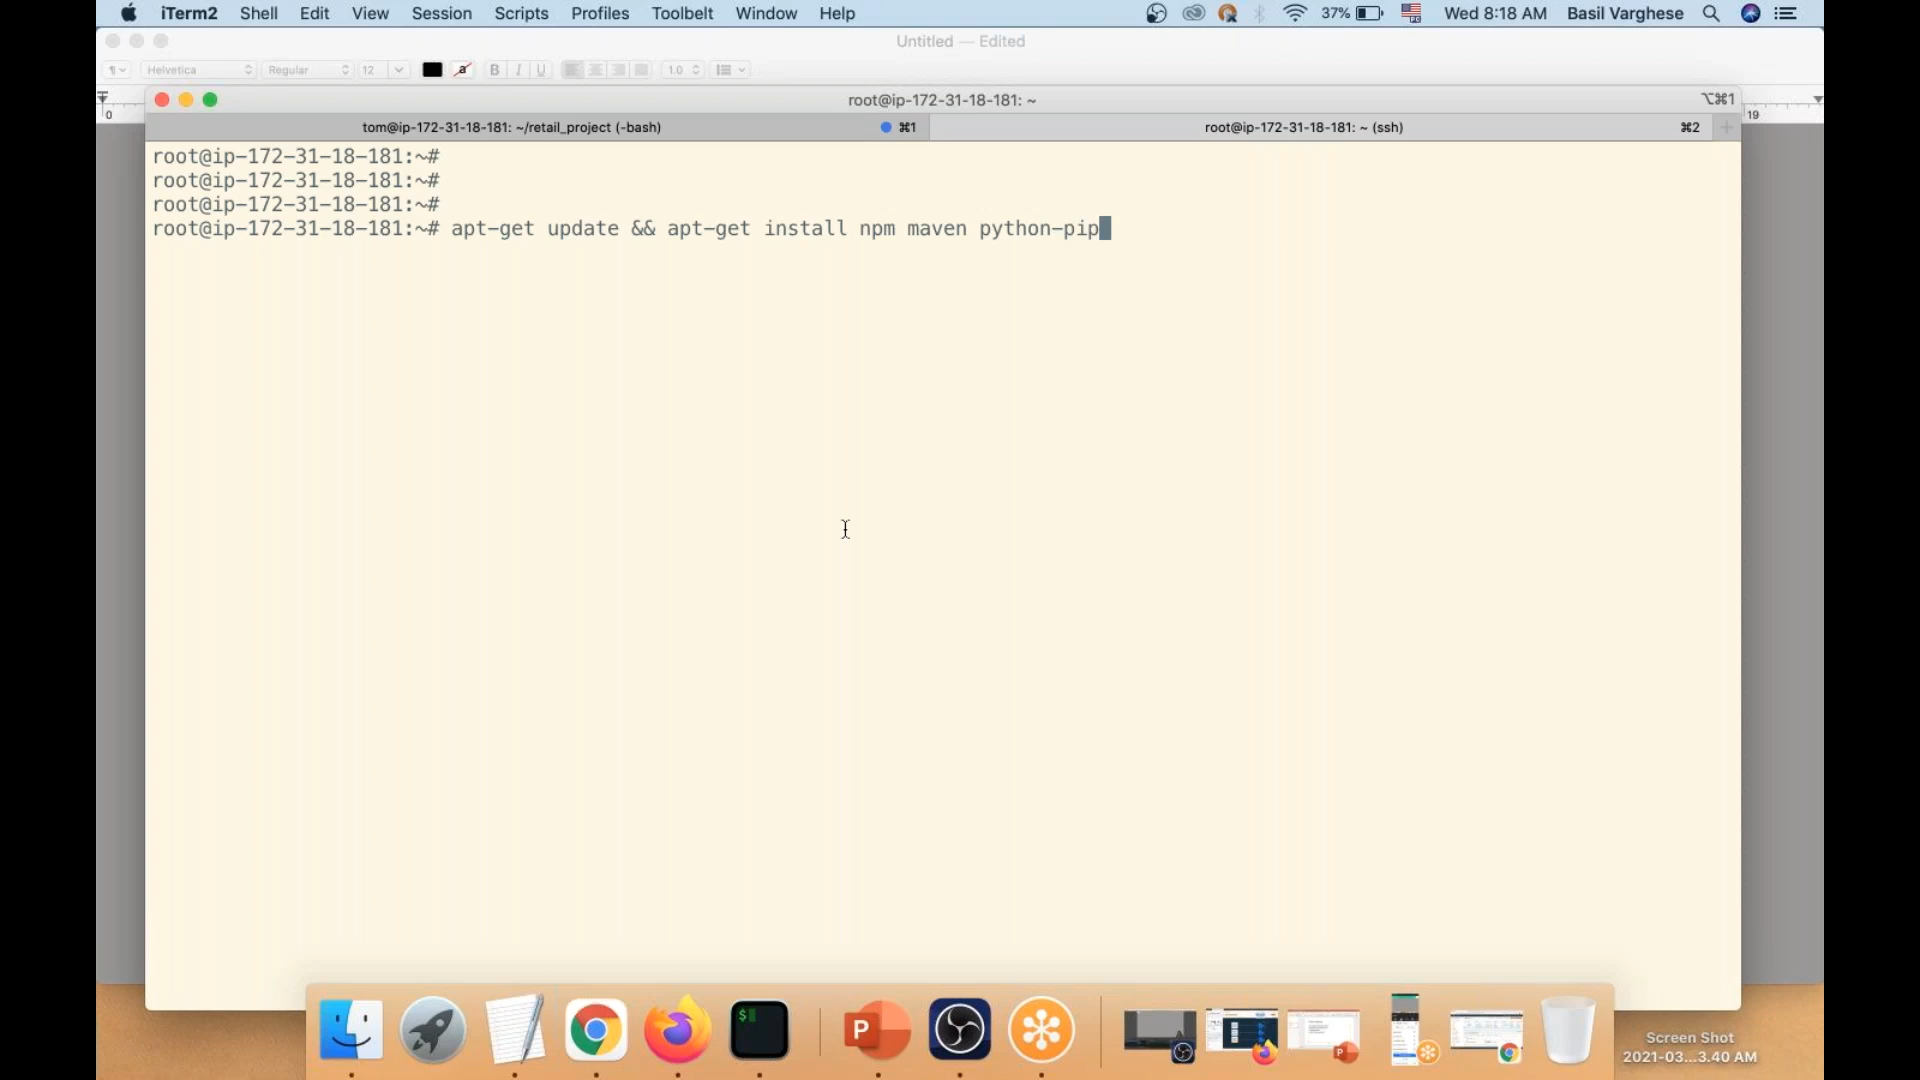 iTerm2 Shell Edit View Session Scripts Profiles Toolbelt Window Help 37% Wed 8:18 AM Basil Varghese
Untitled — Edited
Helvetica Regular 12 B I U 1.0
root@ip-172-31-18-181: ~ ⌥⌘1
0 19
tom@ip-172-31-18-181: ~/retail_project (-bash) ⌘1 root@ip-172-31-18-181: ~ (ssh) ⌘2
root@ip-172-31-18-181:~#
root@ip-172-31-18-181:~#
root@ip-172-31-18-181:~#
root@ip-172-31-18-181:~# apt-get update && apt-get install npm maven python-pip
$
P
Screen Shot
2021-03...3.40 AM